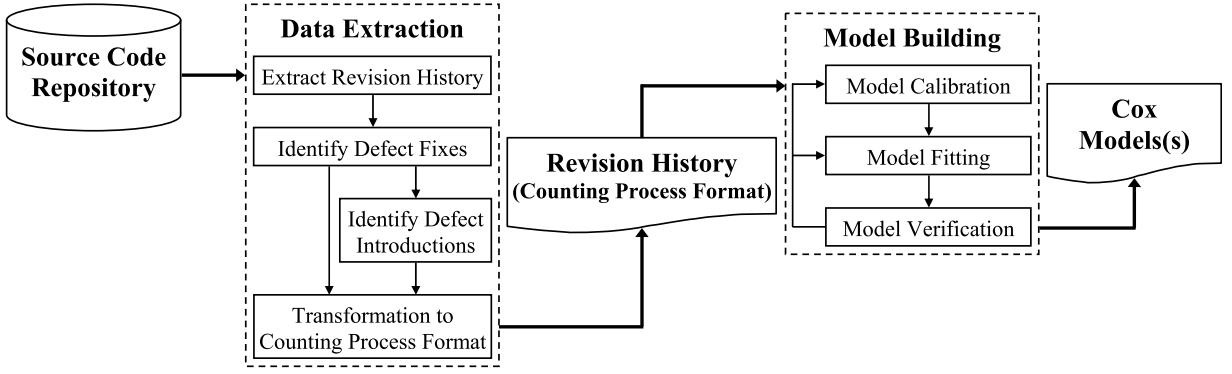 Source Code
Repository
Data Extraction
Extract Revision History
Identify Defect Fixes
Identify Defect
Introductions
Transformation to
Counting Process Format
Revision History
(Counting Process Format)
Model Building
Model Calibration
Model Fitting
Model Verification
Cox
Models(s)